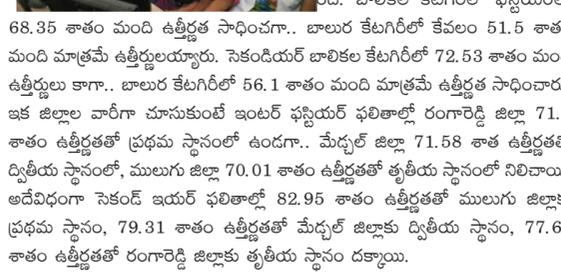 68.35 శాతం మంది ఉత్తీర్ణత సాధించగా.. బాలుర కేటగిరీలో కేవలం 51.5 శాత
మంది మాత్రమే ఉత్తీర్ణులయ్యారు. సెకండియర్ బాలికల కేటగిరీలో 72.53 శాతం మం
ఉత్తీర్ణులు కాగా.. బాలుర కేటగిరీలో 56.1 శాతం మంది మాత్రమే ఉత్తీర్ణత సాధించారు
ఇక జిల్లాల వారీగా చూసుకుంటే ఇంటర్ ఫస్టియర్ ఫలితాల్లో రంగారెడ్డి జిల్లా 71.
శాతం ఉత్తీర్ణతతో ప్రథమ స్థానంలో ఉండగా.. మేడ్చల్ జిల్లా 71.58 శాత ఉత్తీర్ణతత
ద్వితీయ స్థానంలో, ములుగు జిల్లా 70.01 శాతం ఉత్తీర్ణతతో తృతీయ స్థానంలో నిలిచాయి
అదేవిధంగా సెకండ్ ఇయర్ ఫలితాల్లో 82.95 శాతం ఉత్తీర్ణతతో ములుగు జిల్లాక
ప్రథమ స్థానం, 79.31 శాతం ఉత్తీర్ణతతో మేడ్చల్ జిల్లాకు ద్వితీయ స్థానం, 77.6
శాతం ఉత్తీర్ణతతో రంగారెడ్డి జిల్లాకు తృతీయ స్థానం దక్కాయి.